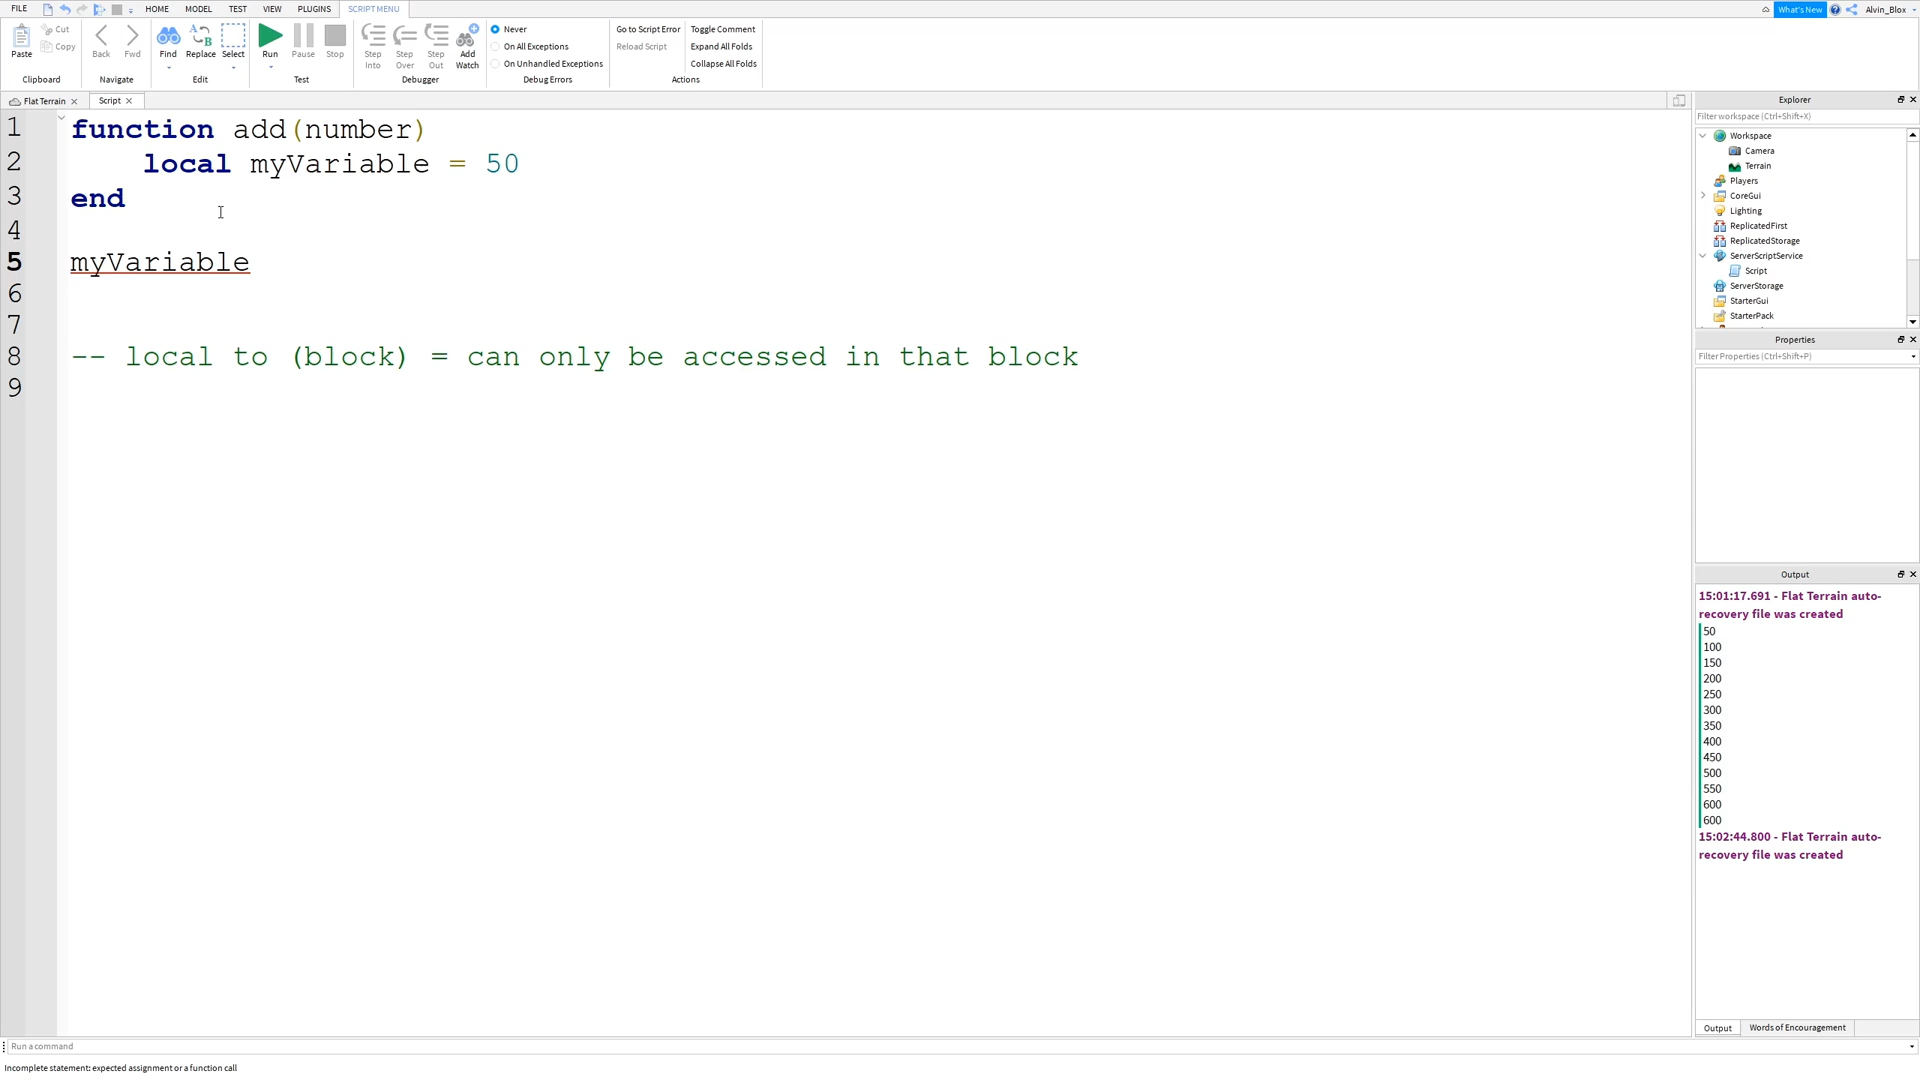 FILE HOME MODEL TEST VIEW PLUGINS SCRIPT MENU What's New Alvin_Blox
Paste Cut Copy Clipboard
Back Fwd Navigate
Find Replace Select Edit
Run Pause Stop Test
Step Into Step Over Step Out Add Watch Debugger
Never
On All Exceptions
On Unhandled Exceptions
Debug Errors
Go to Script Error Toggle Comment
Reload Script Expand All Folds
Collapse All Folds
Actions
Flat Terrain Script
1 function add(number)
2 local myVariable = 50
3 end
4
5 myVariable
6
7
8 -- local to (block) = can only be accessed in that block
9
Explorer
Filter workspace (Ctrl+Shift+X)
Workspace
Camera
Terrain
Players
CoreGui
Lighting
ReplicatedFirst
ReplicatedStorage
ServerScriptService
Script
ServerStorage
StarterGui
StarterPack
Properties
Filter Properties (Ctrl+Shift+P)
Output
15:01:17.691 - Flat Terrain auto-
recovery file was created
50
100
150
200
250
300
350
400
450
500
550
600
600
15:02:44.800 - Flat Terrain auto-
recovery file was created
Output Words of Encouragement
Run a command
Incomplete statement: expected assignment or a function call